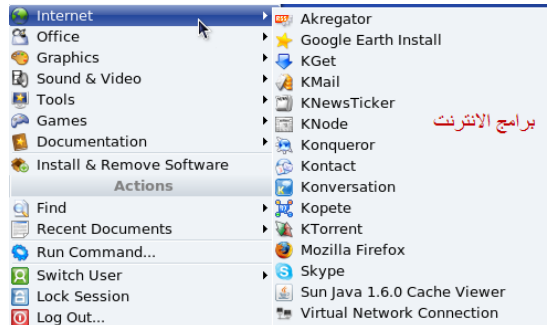 Internet
Office
Graphics
Sound & Video
Tools
Games
Documentation
Install & Remove Software
Actions
Find
Recent Documents
Run Command...
Switch User
Lock Session
Log Out...
Akregator
Google Earth Install
KGet
KMail
KNewsTicker
KNode
Konqueror
Kontact
Konversation
Kopete
KTorrent
Mozilla Firefox
Skype
Sun Java 1.6.0 Cache Viewer
Virtual Network Connection
برامج الانترنت